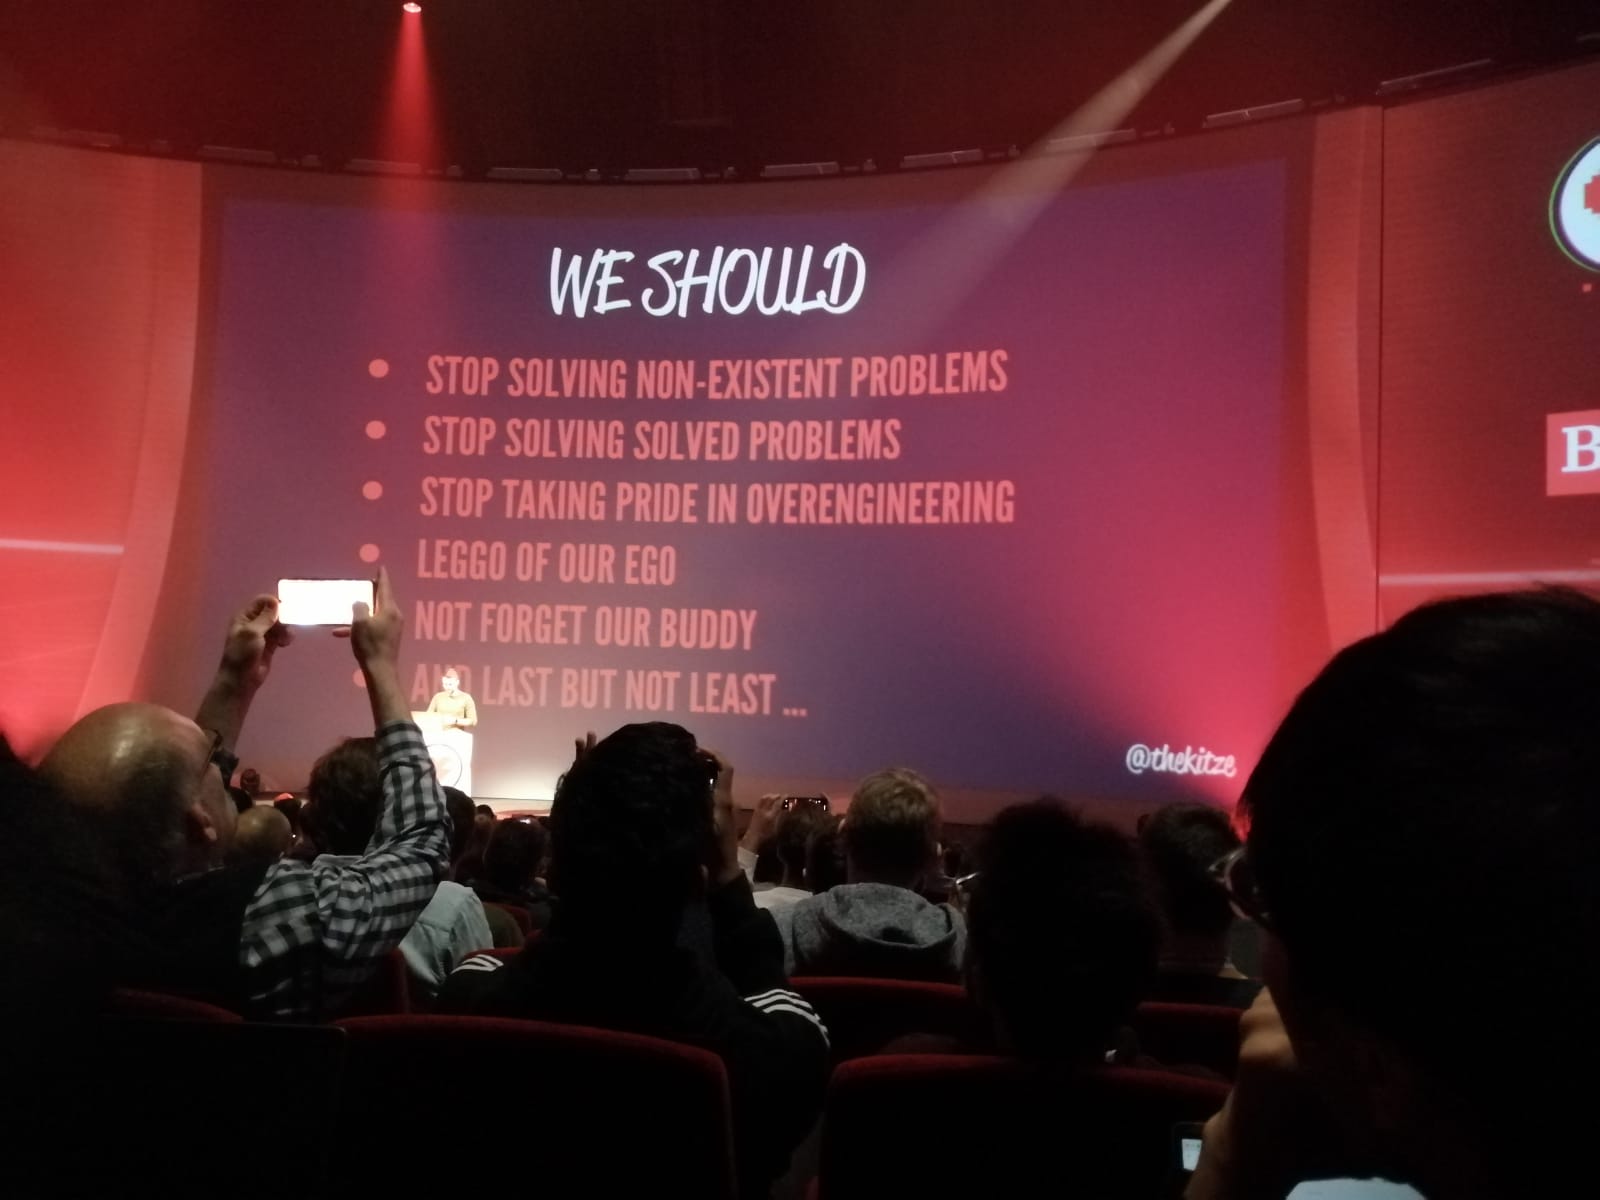 WE SHOULD
STOP SOLVING NON-EXISTENT PROBLEMS
STOP SOLVING SOLVED PROBLEMS
STOP TAKING PRIDE IN OVERENGINEERING
LEGGO OF OUR EGO
NOT FORGET OUR BUDDY
AND LAST BUT NOT LEAST ...
@thekitze
B